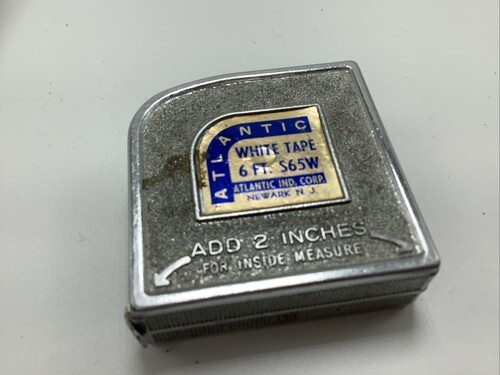 ATLANTIC
WHITE TAPE
6 FT. S65W
ATLANTIC IND. CORP.
NEWARK N. J.
ADD 2 INCHES
FOR INSIDE MEASURE